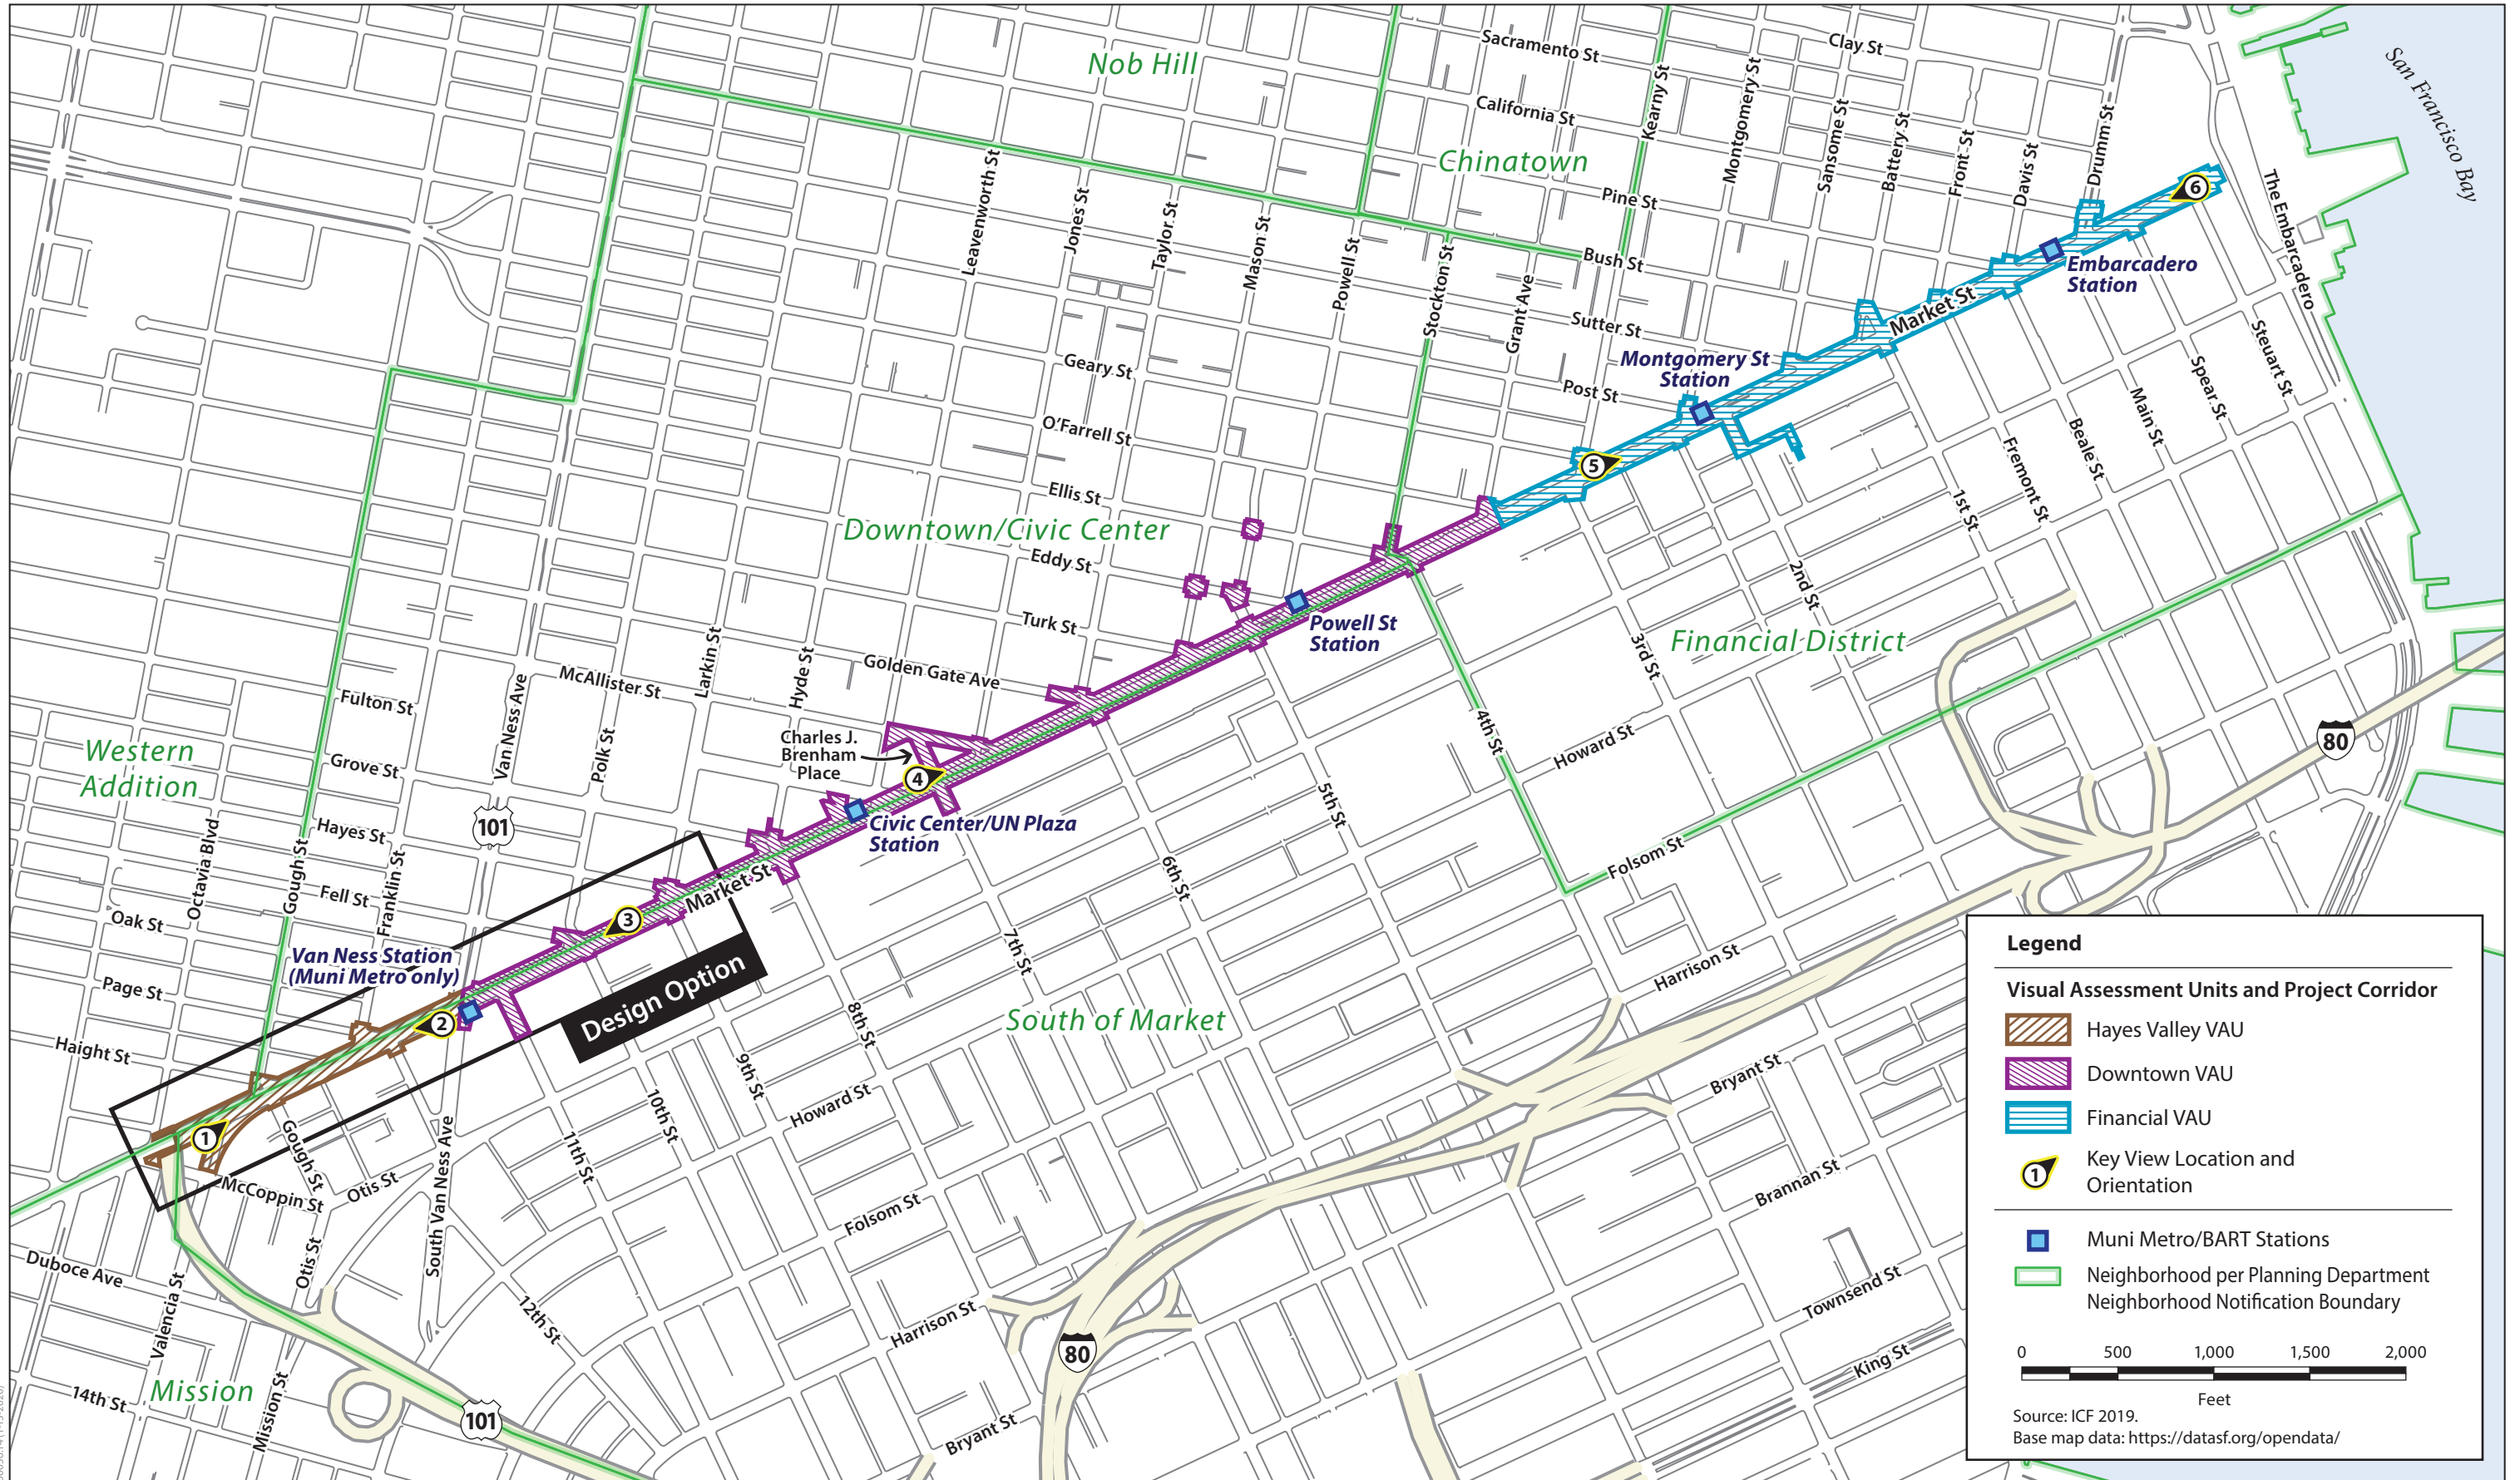 Sacramento St
Clay St
San Francisco Bay
Nob Hill
California St
Kearny St
Montgomery St
Sansome St
Battery St
Front St
Davis St
Drumm St
Chinatown
Leavenworth St
Jones St
Taylor St
Mason St
Powell St
Stockton St
Grant Ave
Pine St
Bush St
6
The Embarcadero
Embarcadero
Station
Market St
Sutter St
Montgomery St
Station
Geary St
Post St
O'Farrell St
Steuart St
Spear St
Main St
Beale St
Fremont St
1st St
5
Ellis St
Downtown/Civic Center
Eddy St
2nd St
Turk St
Powell St
Station
3rd St
Financial District
Golden Gate Ave
McAllister St
Larkin St
Hyde St
Fulton St
Van Ness Ave
Polk St
4th St
Howard St
80
Western
Addition
Grove St
Charles J.
Brenham
Place
4
5th St
101
Hayes St
Civic Center/UN Plaza
Station
Octavia Blvd
Gough St
Franklin St
Fell St
Oak St
Market St
6th St
Folsom St
3
Van Ness Station
(Muni Metro only)
7th St
Harrison St
Page St
Design Option
2
8th St
South of Market
Haight St
9th St
Bryant St
10th St
Howard St
1
Gough St
11th St
McCoppin St
Otis St
South Van Ness Ave
Brannan St
Folsom St
Duboce Ave
Otis St
Valencia St
12th St
Harrison St
Townsend St
80
King St
14th St
Mission
Mission St
101
Bryant St
Legend
Visual Assessment Units and Project Corridor
Hayes Valley VAU
Downtown VAU
Financial VAU
1
Key View Location and
Orientation
Muni Metro/BART Stations
Neighborhood per Planning Department
Neighborhood Notification Boundary
0 500 1,000 1,500 2,000
Feet
Source: ICF 2019.
Base map data: https://datasf.org/opendata/